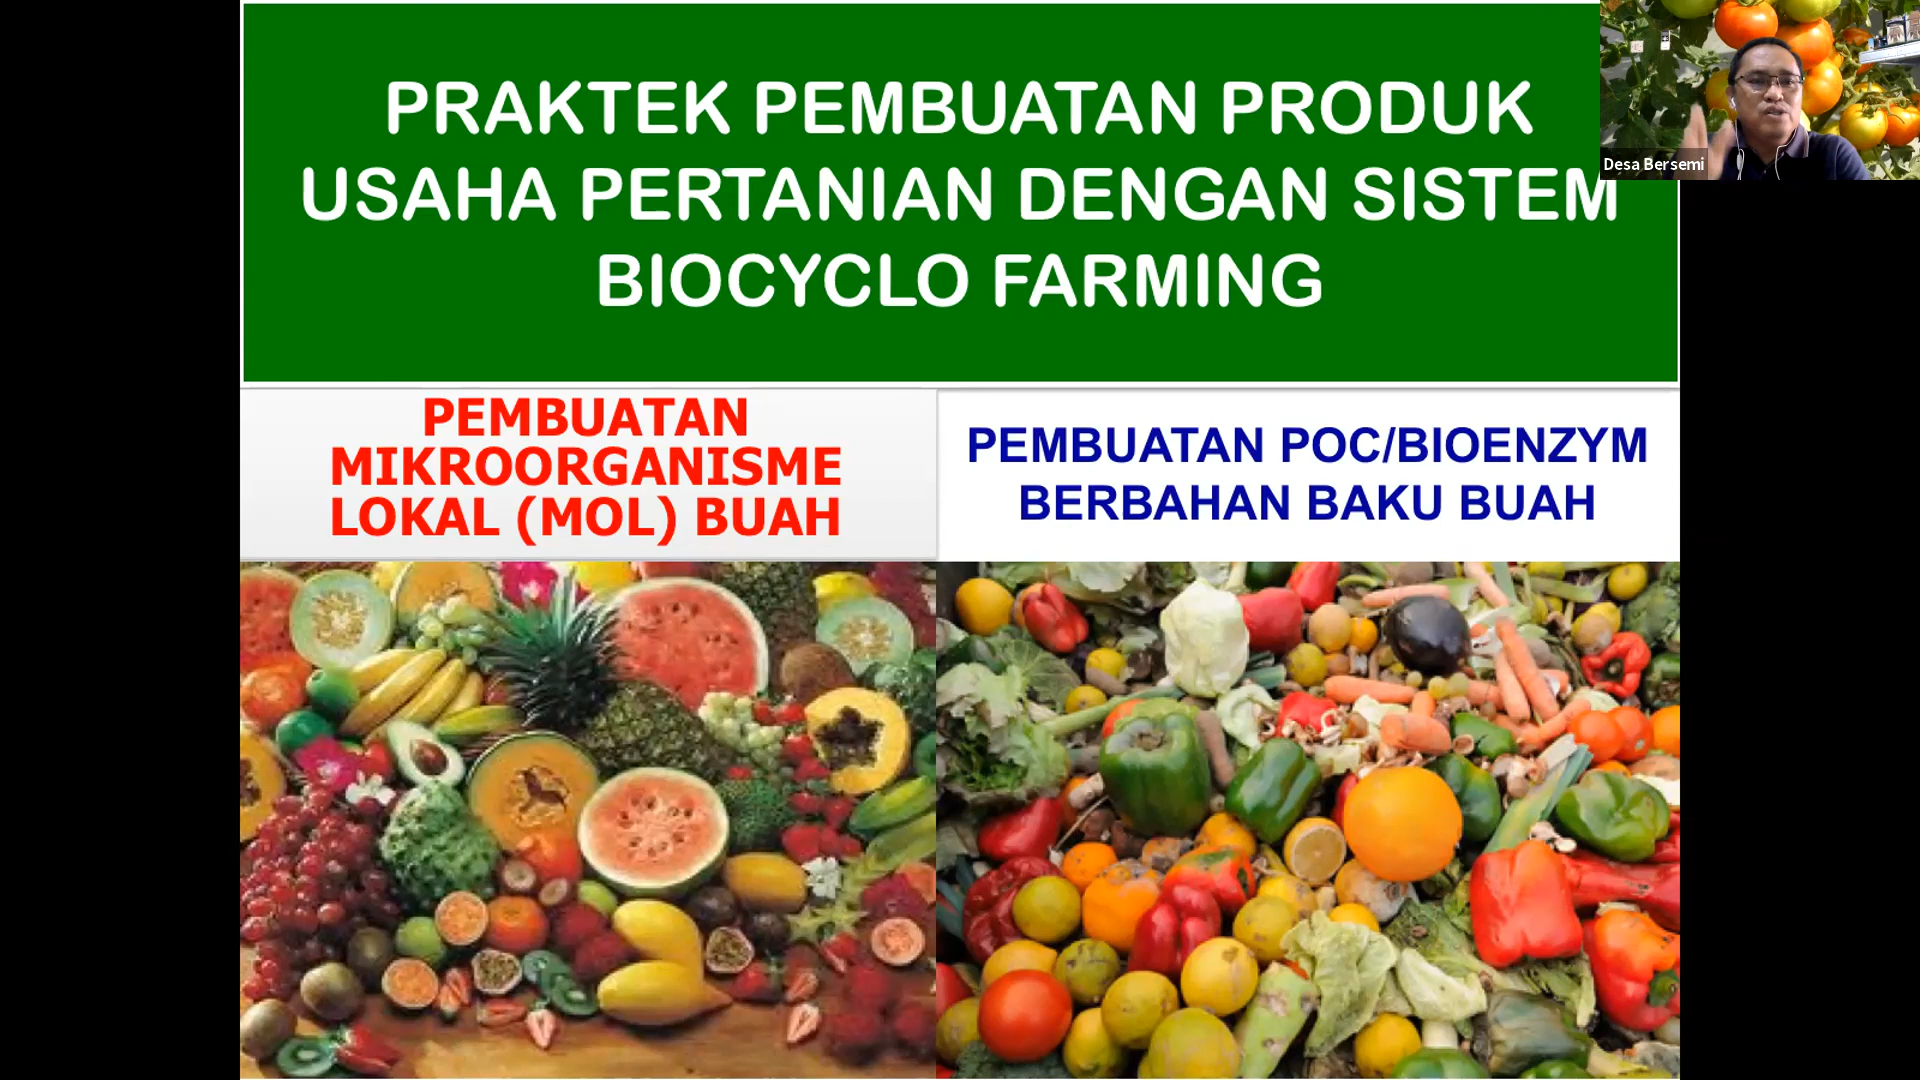 PRAKTEK PEMBUATAN PRODUK
USAHA PERTANIAN DENGAN SISTEM
BIOCYCLO FARMING
Desa Bersemi
PEMBUATAN
MIKROORGANISME
LOKAL (MOL) BUAH
PEMBUATAN POC/BIOENZYM
BERBAHAN BAKU BUAH